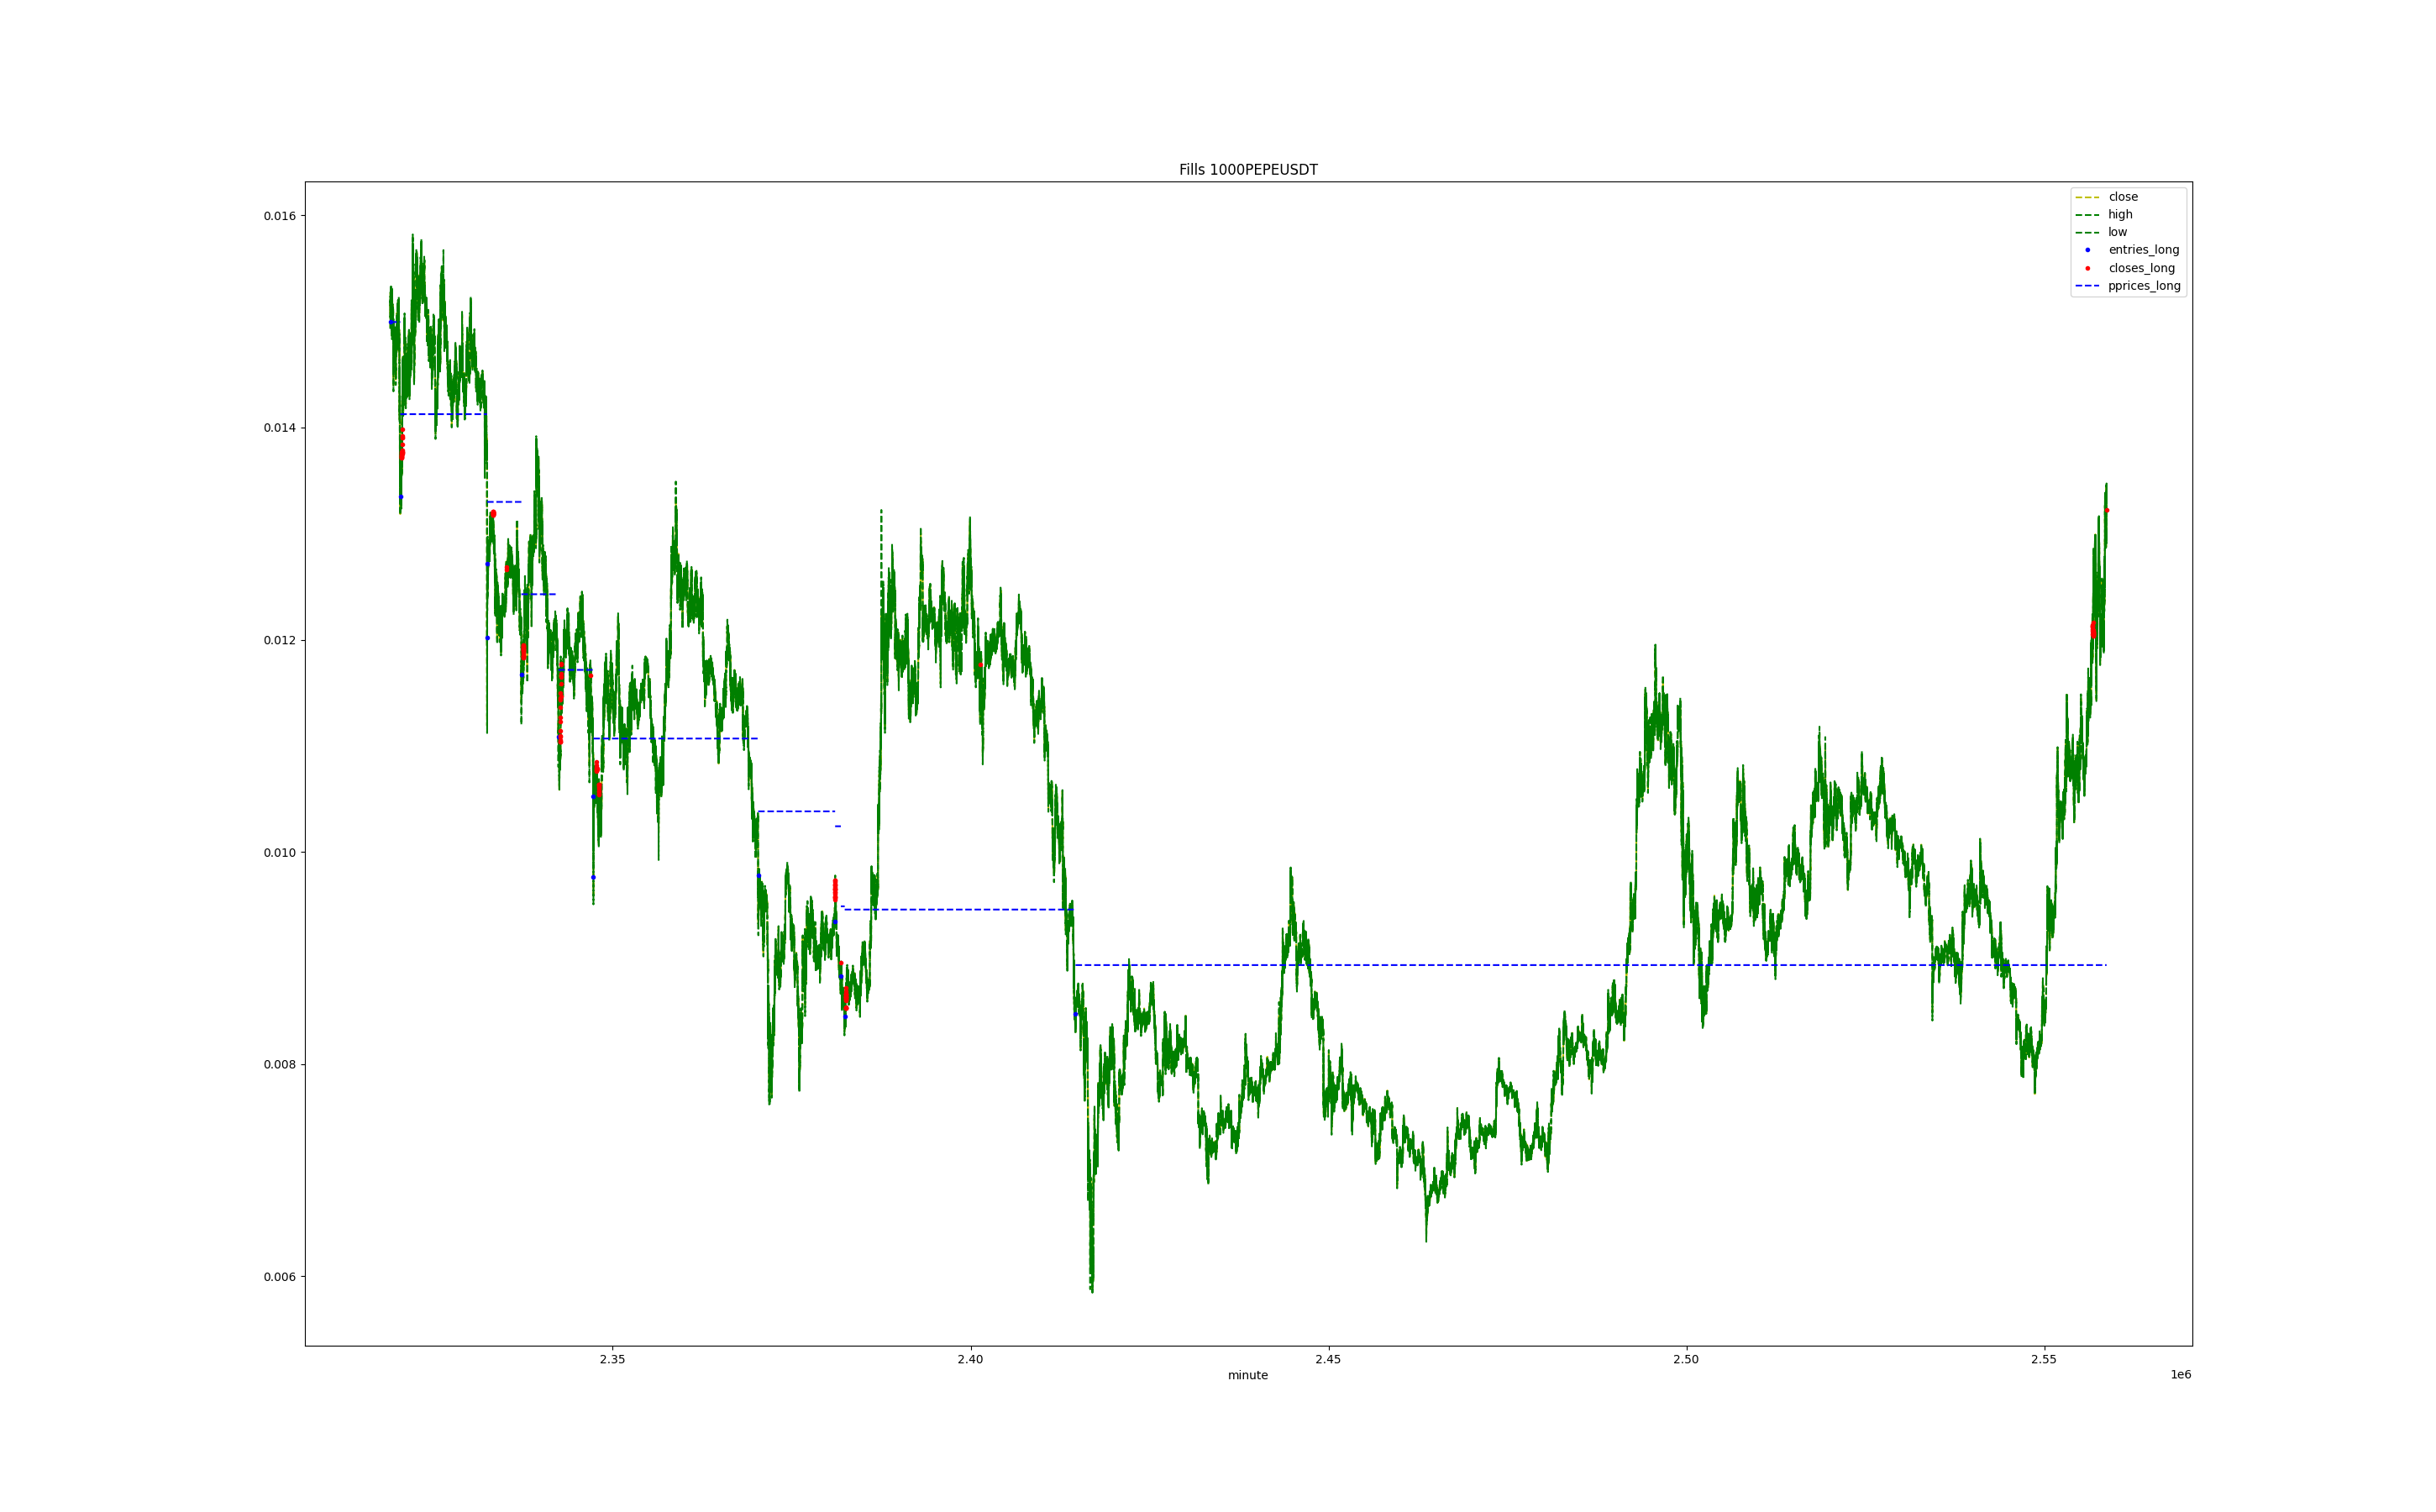 Fills 1000PEPEUSDT
close
high
low
entries_long
closes_long
pprices_long
0.016
0.014
0.012
0.010
0.008
0.006
2.35
2.40
2.45
2.50
2.55
minute
1e6